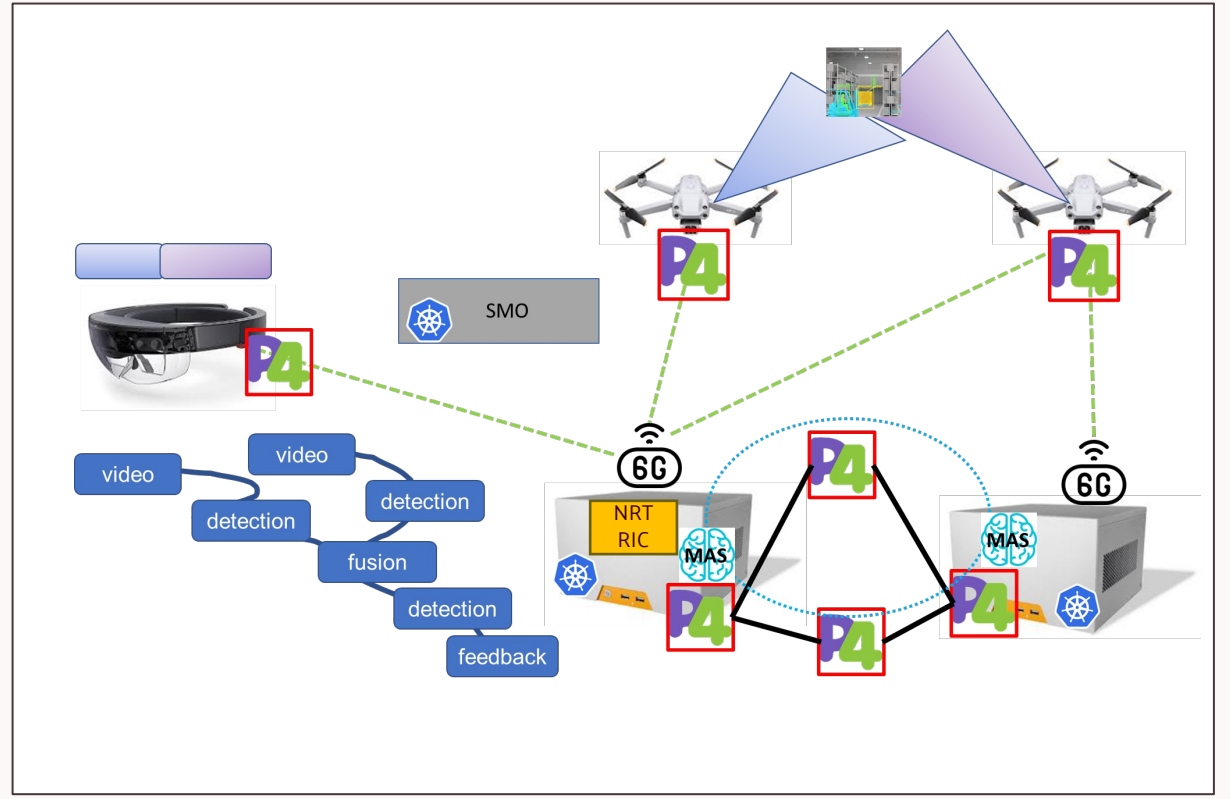 P4
P4
SMO
P4
video
video
detection
detection
fusion
detection
feedback
6G
6G
P4
NRT
RIC
MAS
MAS
P4
P4
P4